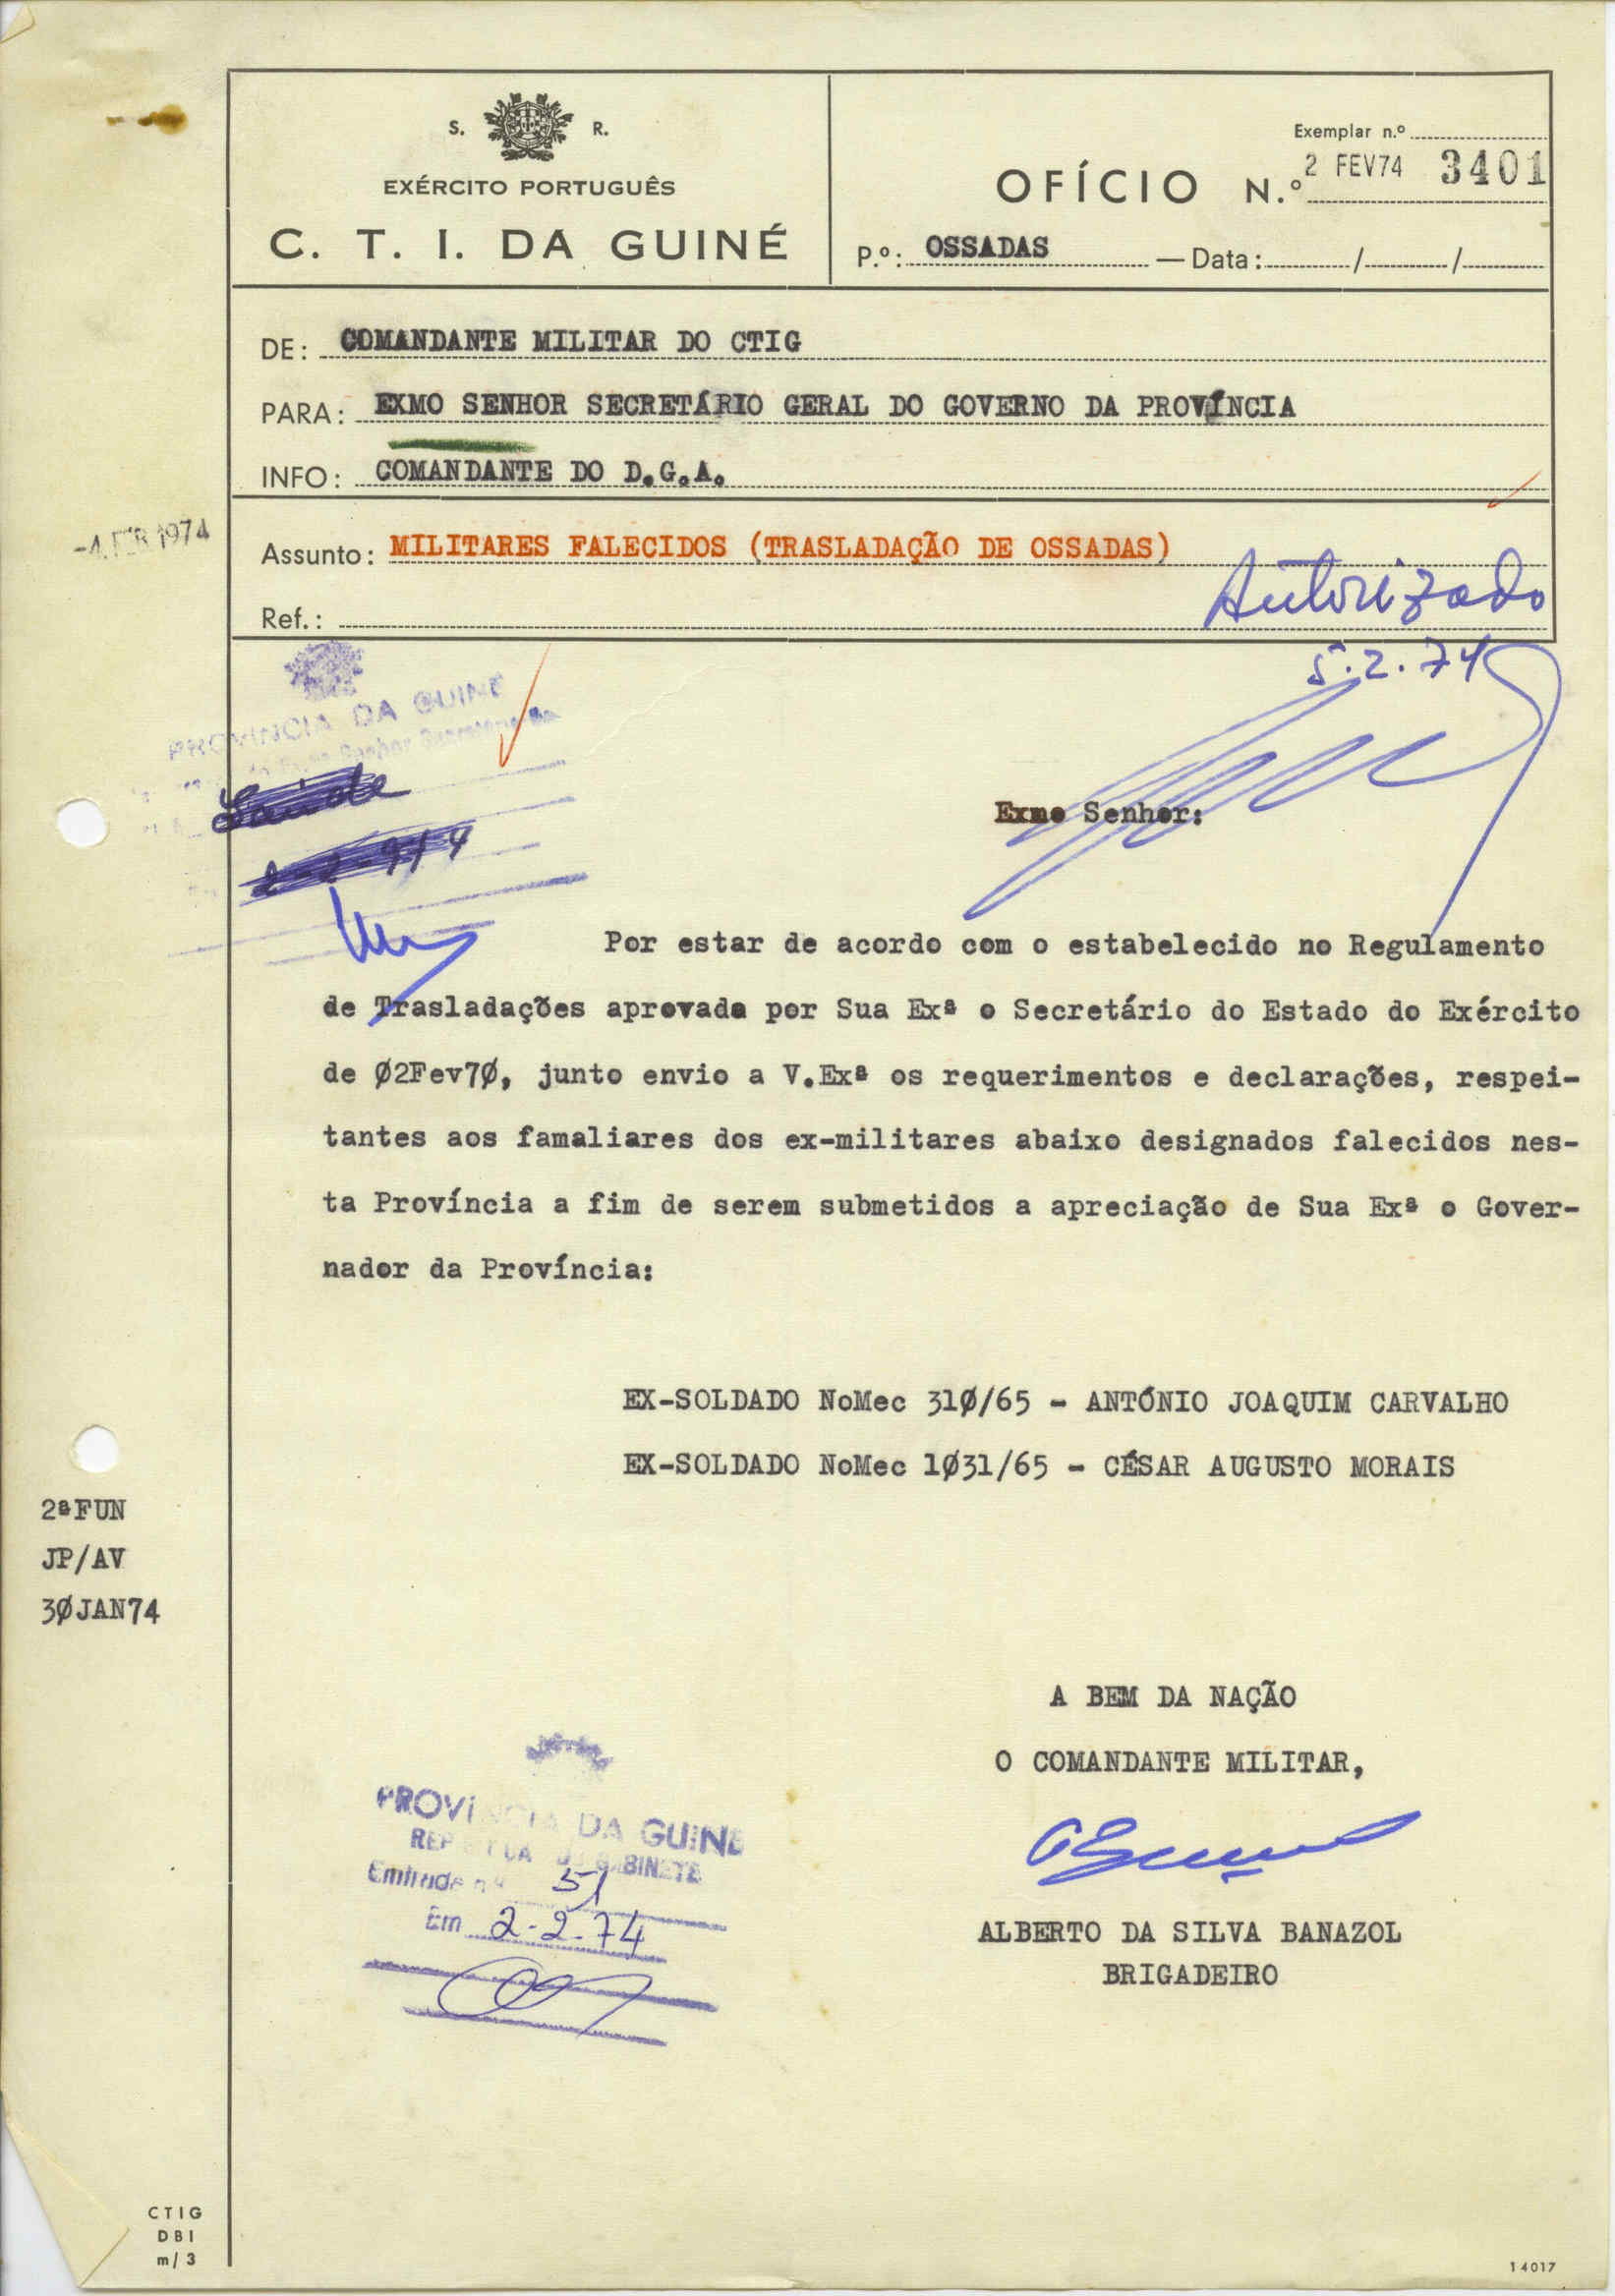 S. R.
EXÉRCITO PORTUGUÊS
C. T. I. DA GUINÉ
Exemplar n.º
OFÍCIO N.º 2 FEV74 3401
P.º: OSSADAS — Data: / /
DE: COMANDANTE MILITAR DO CTIG
PARA: EXMO SENHOR SECRETÁRIO GERAL DO GOVERNO DA PROVÍNCIA
INFO: COMANDANTE DO D.G.A.
-4. FEB. 1974
Assunto: MILITARES FALECIDOS (TRASLADAÇÃO DE OSSADAS)
Autorizado
Ref.:
5.2.74
PROVINCIA DA GUINÉ
Senhor
Saúde
Exmo Senhor:
Por estar de acordo com o estabelecido no Regulamento
de Trasladações aprovada por Sua Exª o Secretário do Estado do Exército
de Ø2Fev7Ø, junto envio a V.Exª os requerimentos e declarações, respei-
tantes aos famaliares dos ex-militares abaixo designados falecidos nes-
ta Província a fim de serem submetidos a apreciação de Sua Exª o Gover-
nador da Província:
EX-SOLDADO NoMec 31Ø/65 - ANTÓNIO JOAQUIM CARVALHO
EX-SOLDADO NoMec 1Ø31/65 - CÉSAR AUGUSTO MORAIS
2ªFUN
JP/AV
3ØJAN74
A BEM DA NAÇÃO
O COMANDANTE MILITAR,
PROVÍNCIA DA GUINÉ
GABINETE
Entrada nº 51
Em 2-2-74
ALBERTO DA SILVA BANAZOL
BRIGADEIRO
CTIG
DBI
m/3
14017